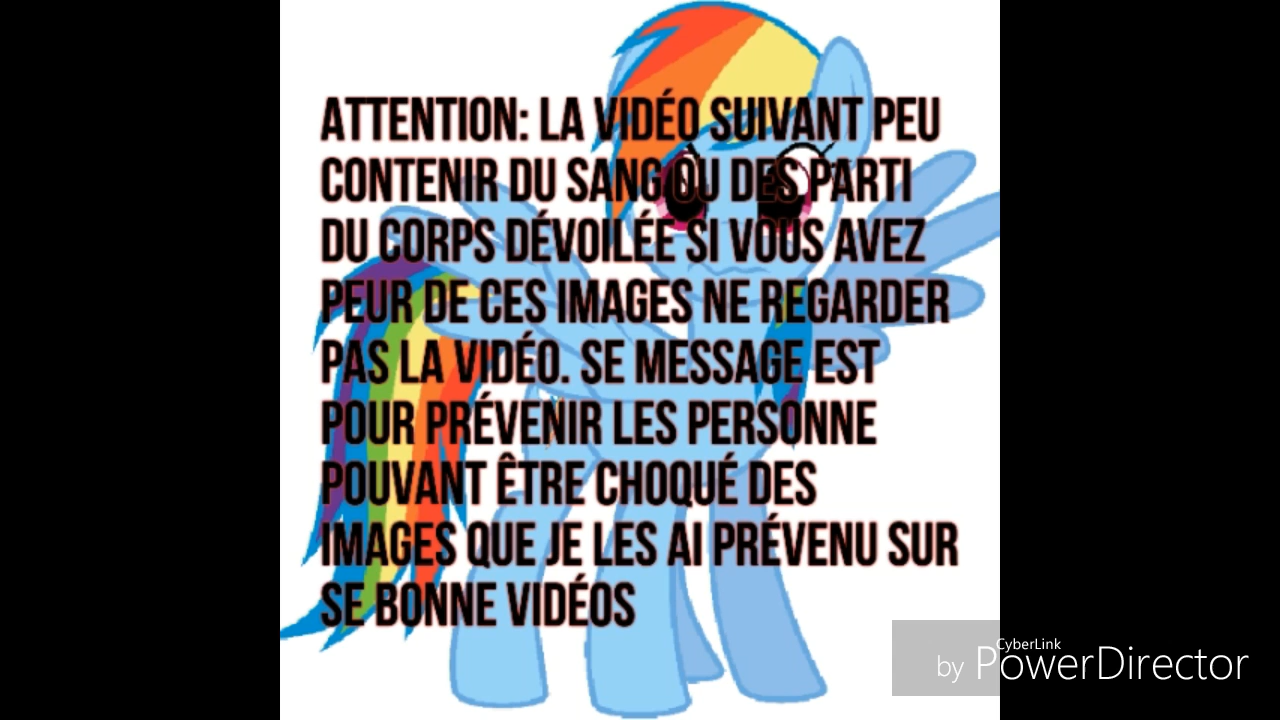 ATTENTION: LA VIDÉO SUIVANT PEU
CONTENIR DU SANG OU DES PARTI
DU CORPS DÉVOILÉE SI VOUS AVEZ
PEUR DE CES IMAGES NE REGARDER
PAS LA VIDÉO. SE MESSAGE EST
POUR PRÉVENIR LES PERSONNE
POUVANT ÊTRE CHOQUÉ DES
IMAGES QUE JE LES AI PRÉVENU SUR
SE BONNE VIDÉOS
CyberLink
by PowerDirector